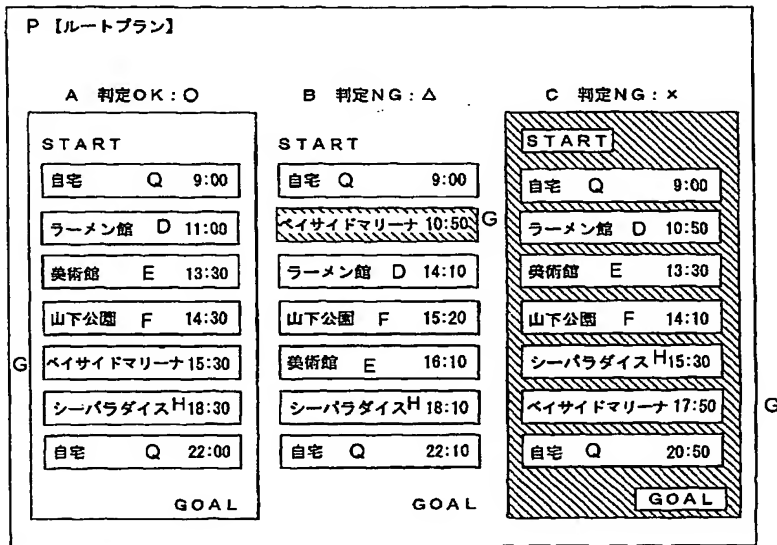 P 【ルートプラン】
A 判定OK:○
START
自宅 Q 9:00
ラーメン館 D 11:00
美術館 E 13:30
山下公園 F 14:30
G ベイサイドマリーナ 15:30
シーパラダイス H 18:30
自宅 Q 22:00
GOAL
B 判定NG:△
START
自宅 Q 9:00
ベイサイドマリーナ 10:50 G
ラーメン館 D 14:10
山下公園 F 15:20
美術館 E 16:10
シーパラダイス H 18:10
自宅 Q 22:10
GOAL
C 判定NG:×
START
自宅 Q 9:00
ラーメン館 D 10:50
美術館 E 13:30
山下公園 F 14:10
シーパラダイス H 15:30
ベイサイドマリーナ 17:50 G
自宅 Q 20:50
GOAL